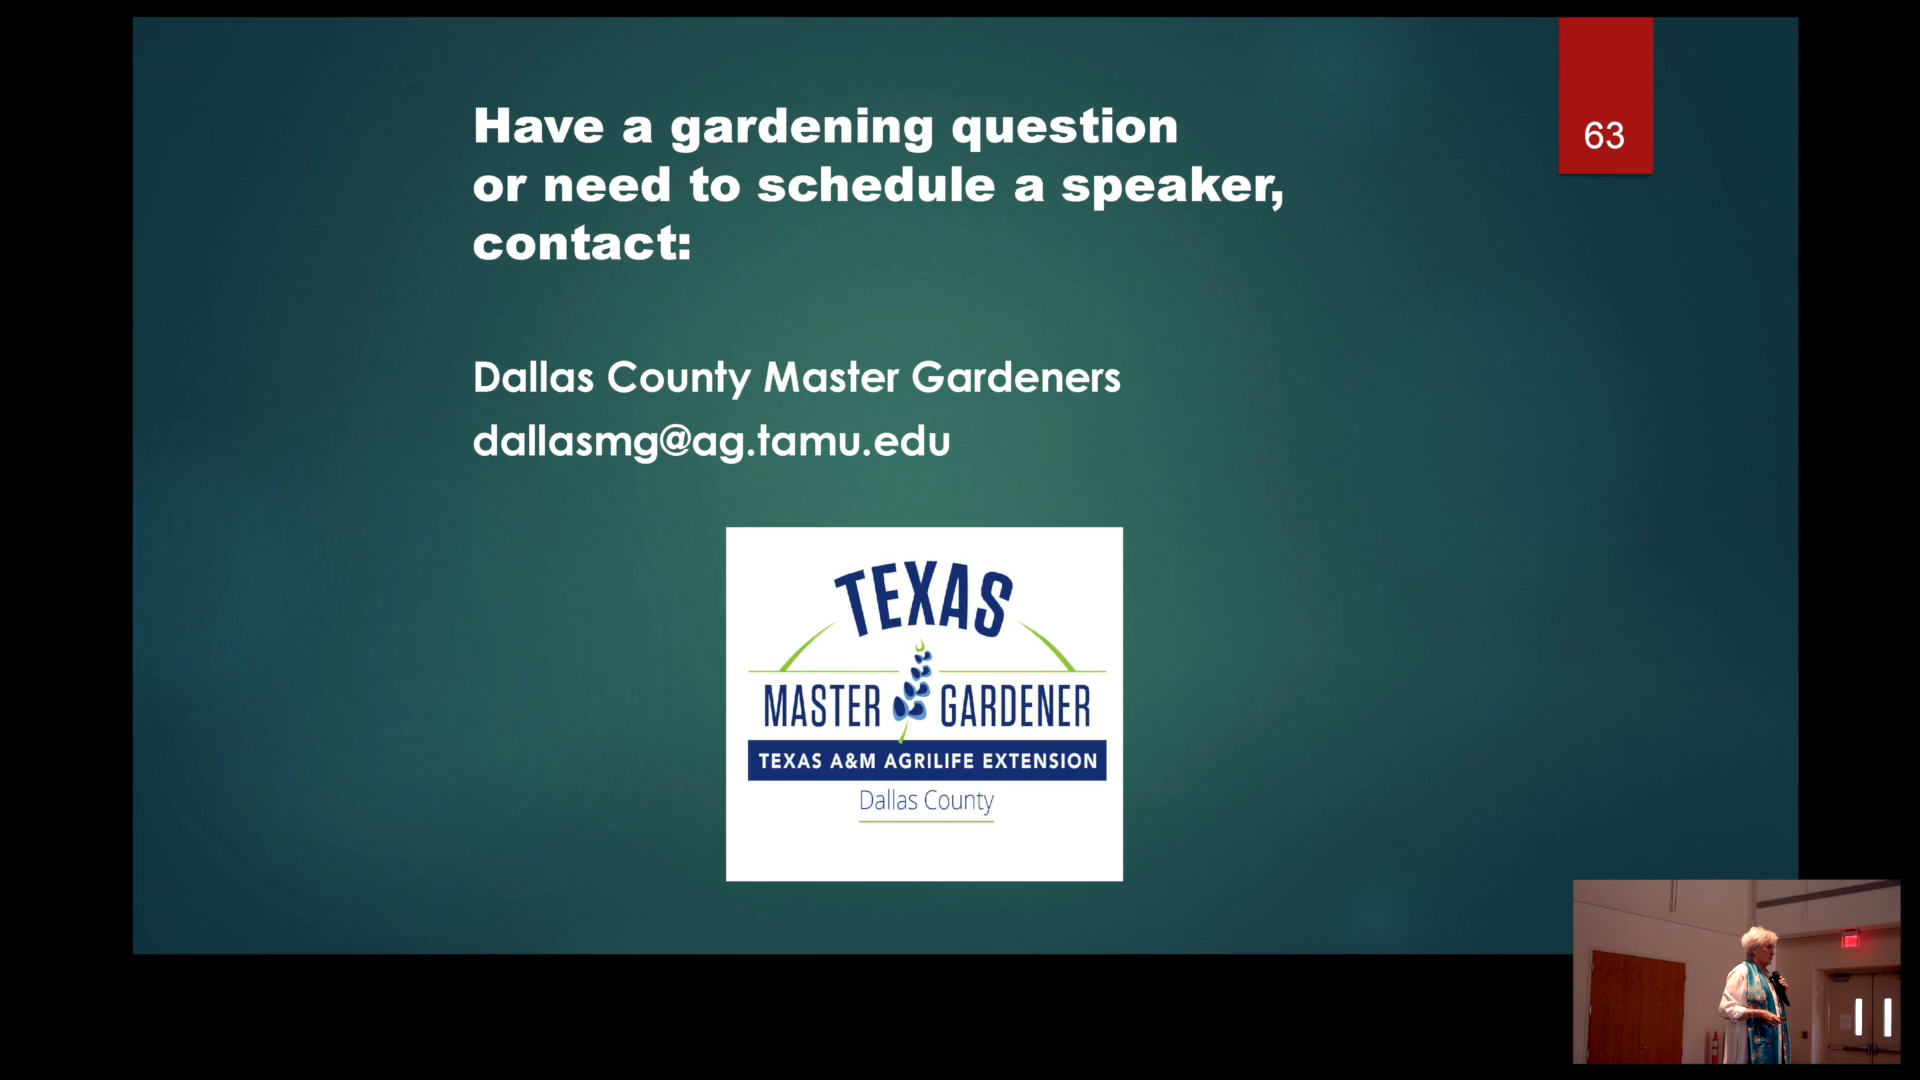 Have a gardening question
or need to schedule a speaker,
contact:
63
Dallas County Master Gardeners
dallasmg@ag.tamu.edu
TEXAS
MASTER GARDENER
TEXAS A&M AGRILIFE EXTENSION
Dallas County